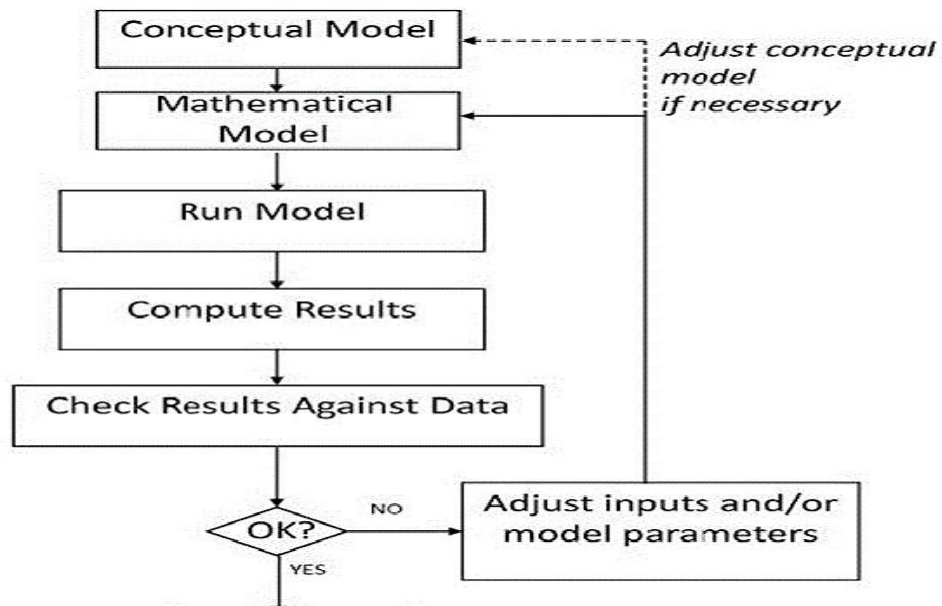 Conceptual Model
Adjust conceptual
model
if necessary
Mathematical
Model
Run Model
Compute Results
Check Results Against Data
OK?
NO
Adjust inputs and/or
model parameters
YES